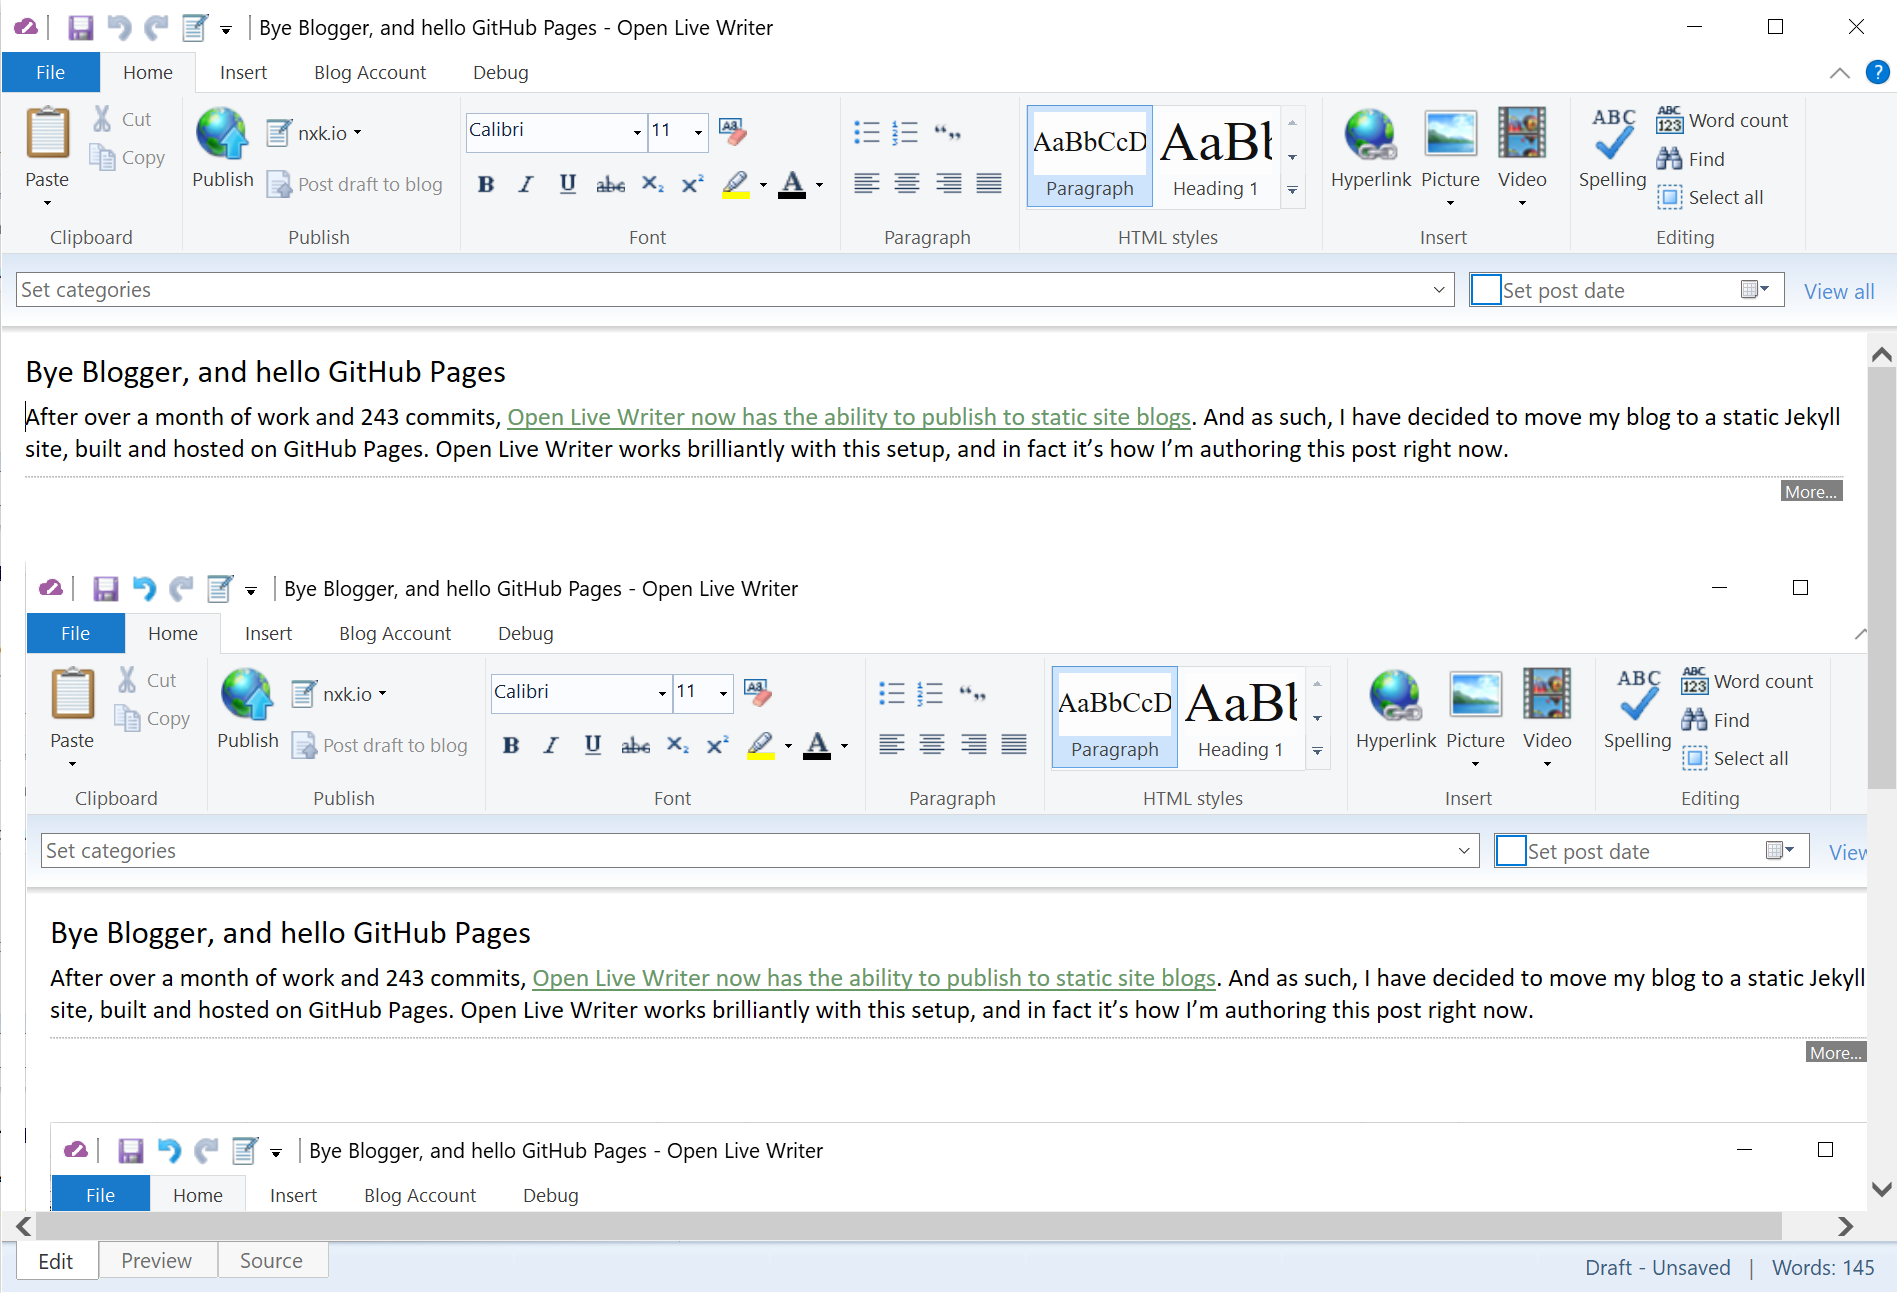 Bye Blogger, and hello GitHub Pages - Open Live Writer
File Home Insert Blog Account Debug ?
Paste Cut Copy Publish nxk.io Post draft to blog Calibri 11 AaBbCcD Paragraph AaBb Heading 1 Hyperlink Picture Video ABC Spelling ABC 123 Word count Find Select all
Clipboard Publish Font Paragraph HTML styles Insert Editing
Set categories Set post date View all
Bye Blogger, and hello GitHub Pages
After over a month of work and 243 commits, Open Live Writer now has the ability to publish to static site blogs. And as such, I have decided to move my blog to a static Jekyll
site, built and hosted on GitHub Pages. Open Live Writer works brilliantly with this setup, and in fact it’s how I’m authoring this post right now.
More...
Bye Blogger, and hello GitHub Pages - Open Live Writer
File Home Insert Blog Account Debug
Paste Cut Copy Publish nxk.io Post draft to blog Calibri 11 AaBbCcD Paragraph AaBb Heading 1 Hyperlink Picture Video ABC Spelling ABC 123 Word count Find Select all
Clipboard Publish Font Paragraph HTML styles Insert Editing
Set categories Set post date View
Bye Blogger, and hello GitHub Pages
After over a month of work and 243 commits, Open Live Writer now has the ability to publish to static site blogs. And as such, I have decided to move my blog to a static Jekyll
site, built and hosted on GitHub Pages. Open Live Writer works brilliantly with this setup, and in fact it’s how I’m authoring this post right now.
More...
Bye Blogger, and hello GitHub Pages - Open Live Writer
File Home Insert Blog Account Debug
Edit Preview Source
Draft - Unsaved | Words: 145